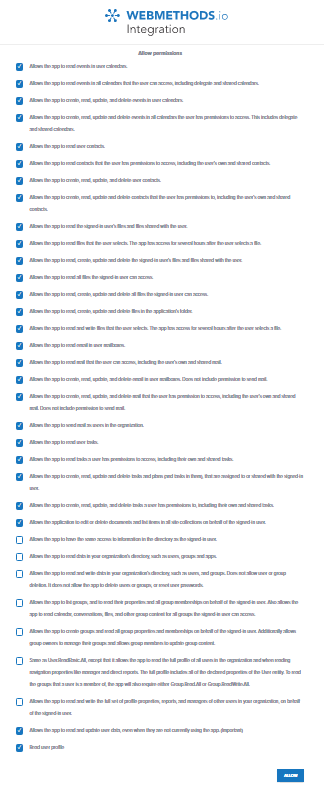 WEBMETHODS.io
Integration
Allow permissions
Allows the app to read events in user calendars.
Allows the app to read events in all calendars that the user can access, including delegate and shared calendars.
Allows the app to create, read, update, and delete events in user calendars.
Allows the app to create, read, update, and delete events in all calendars the user has permissions to access. This includes delegate
and shared calendars.
Allows the app to read user contacts.
Allows the app to read contacts that the user has permissions to access, including the user's own and shared contacts.
Allows the app to create, read, update, and delete user contacts.
Allows the app to create, read, update, and delete contacts that the user has permissions to, including the user's own and shared
contacts.
Allows the app to read the signed-in user's files and files shared with the user.
Allows the app to read files that the user selects. The app has access for several hours after the user selects a file.
Allows the app to read, create, update and delete the signed-in user's files and files shared with the user.
Allows the app to read all files the signed-in user can access.
Allows the app to read, create, update and delete all files the signed-in user can access.
Allows the app to read, create, update and delete files in the application's folder.
Allows the app to read and write files that the user selects. The app has access for several hours after the user selects a file.
Allows the app to read email in user mailboxes.
Allows the app to read mail that the user can access, including the user's own and shared mail.
Allows the app to create, read, update, and delete email in user mailboxes. Does not include permission to send mail.
Allows the app to create, read, update, and delete mail that the user has permission to access, including the user's own and shared
mail. Does not include permission to send mail.
Allows the app to send mail as users in the organization.
Allows the app to read user tasks.
Allows the app to read tasks a user has permissions to access, including their own and shared tasks.
Allows the app to create, read, update, and delete tasks and plans (and tasks in them), that are assigned to or shared with the signed-in
user.
Allows the app to create, read, update, and delete tasks a user has permissions to, including their own and shared tasks.
Allows the application to edit or delete documents and list items in all site collections on behalf of the signed-in user.
Allows the app to have the same access to information in the directory as the signed-in user.
Allows the app to read data in your organization's directory, such as users, groups and apps.
Allows the app to read and write data in your organization's directory, such as users, and groups. Does not allow user or group
deletion. It does not allow the app to delete users or groups, or reset user passwords.
Allows the app to list groups, and to read their properties and all group memberships on behalf of the signed-in user. Also allows the
app to read calendar, conversations, files, and other group content for all groups the signed-in user can access.
Allows the app to create groups and read all group properties and memberships on behalf of the signed-in user. Additionally allows
group owners to manage their groups and allows group members to update group content.
Same as User.ReadBasic.All, except that it allows the app to read the full profile of all users in the organization and when reading
navigation properties like manager and direct reports. The full profile includes all of the declared properties of the User entity. To read
the groups that a user is a member of, the app will also require either Group.Read.All or Group.ReadWrite.All.
Allows the app to read and write the full set of profile properties, reports, and managers of other users in your organization, on behalf
of the signed-in user.
Allows the app to read and update user data, even when they are not currently using the app. (Important)
Read user profile
ALLOW